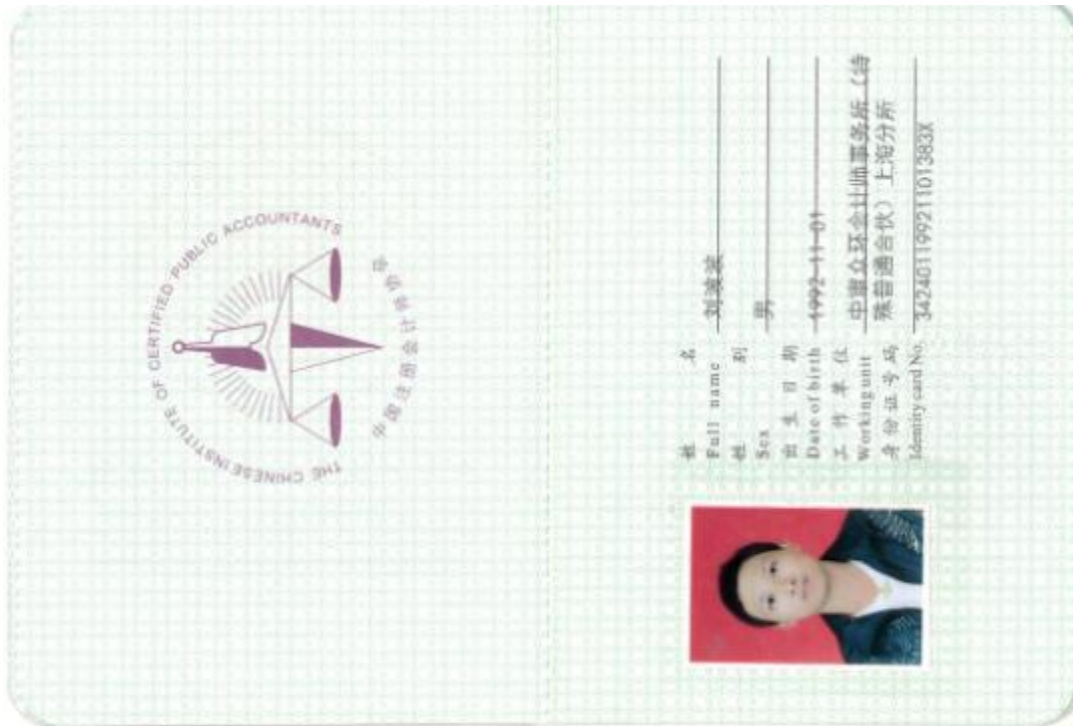 THE CHINESE INSTITUTE OF CERTIFIED PUBLIC ACCOUNTANTS
中国注册会计师协会
姓 名 刘波波
Full name
性 别 男
Sex
出 生 日 期 1992-11-01
Date of birth
工 作 单 位 中审众环会计师事务所（特
Working unit 殊普通合伙）上海分所
身 份 证 号 码 34240119921101383X
Identity card No.